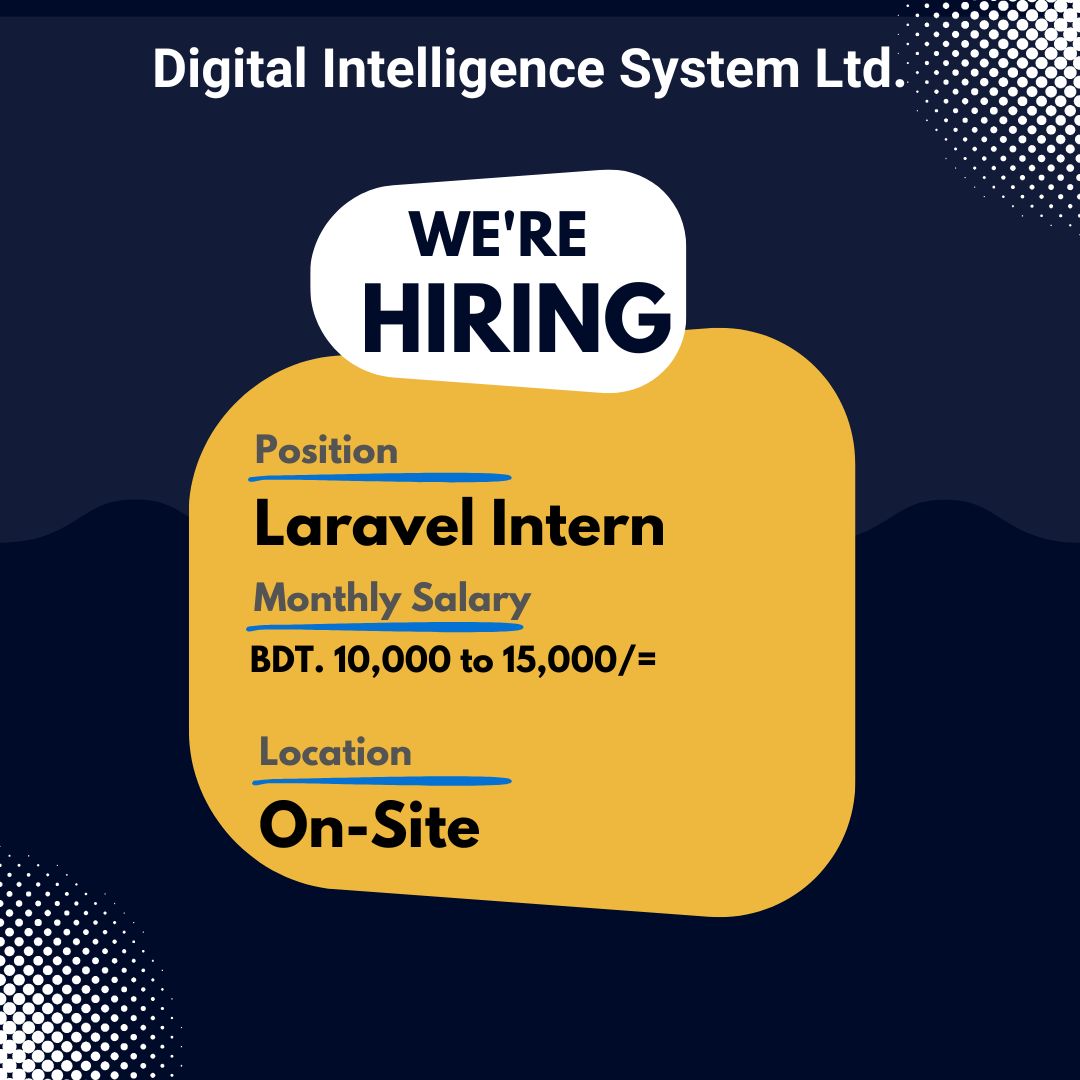 Digital Intelligence System Ltd.
WE'RE
HIRING
Position
Laravel Intern
Monthly Salary
BDT. 10,000 to 15,000/=
Location
On-Site